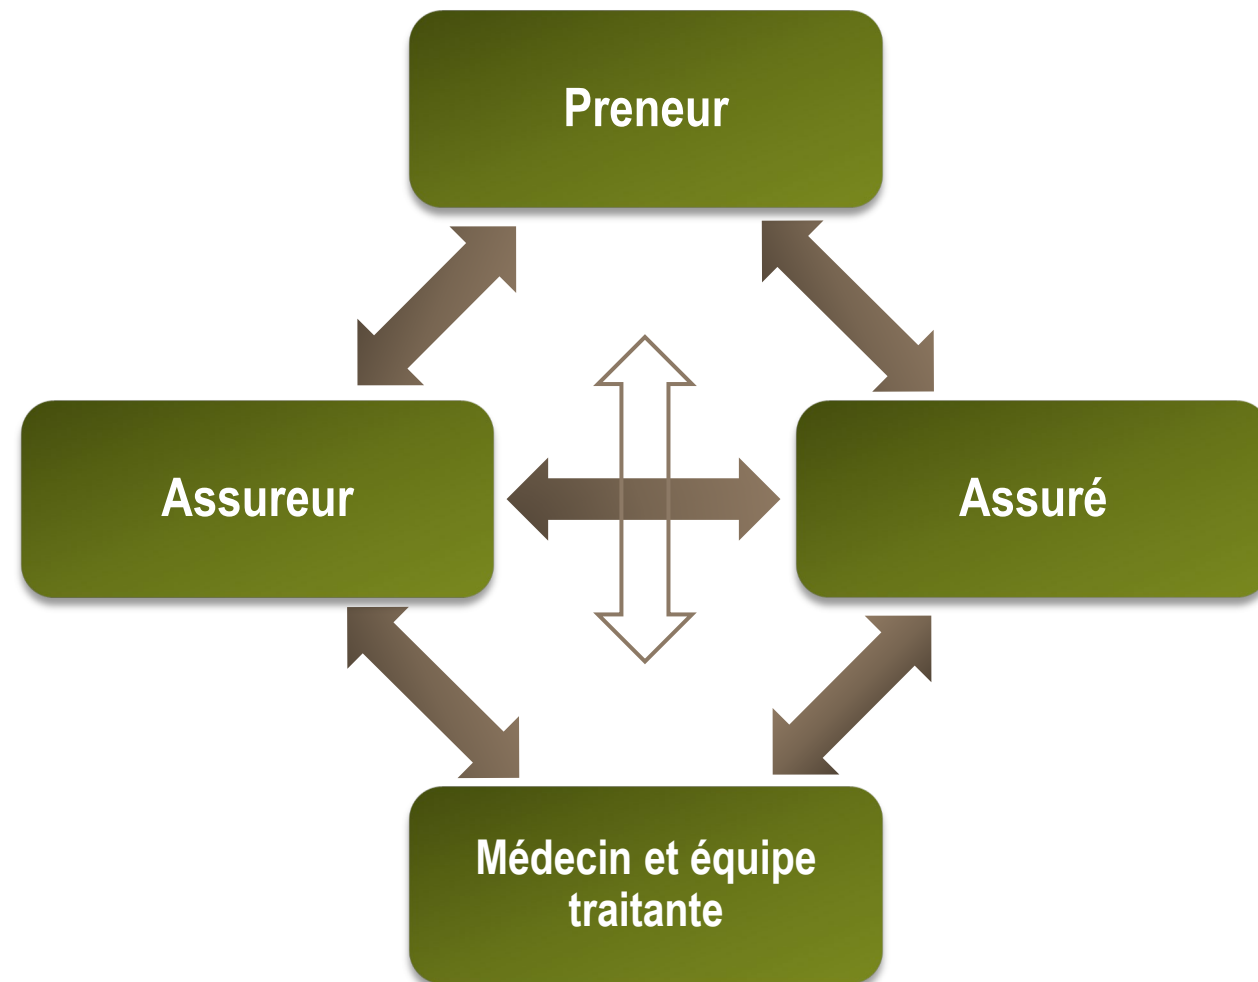 Preneur
Assureur
Assuré
Médecin et équipe
traitante